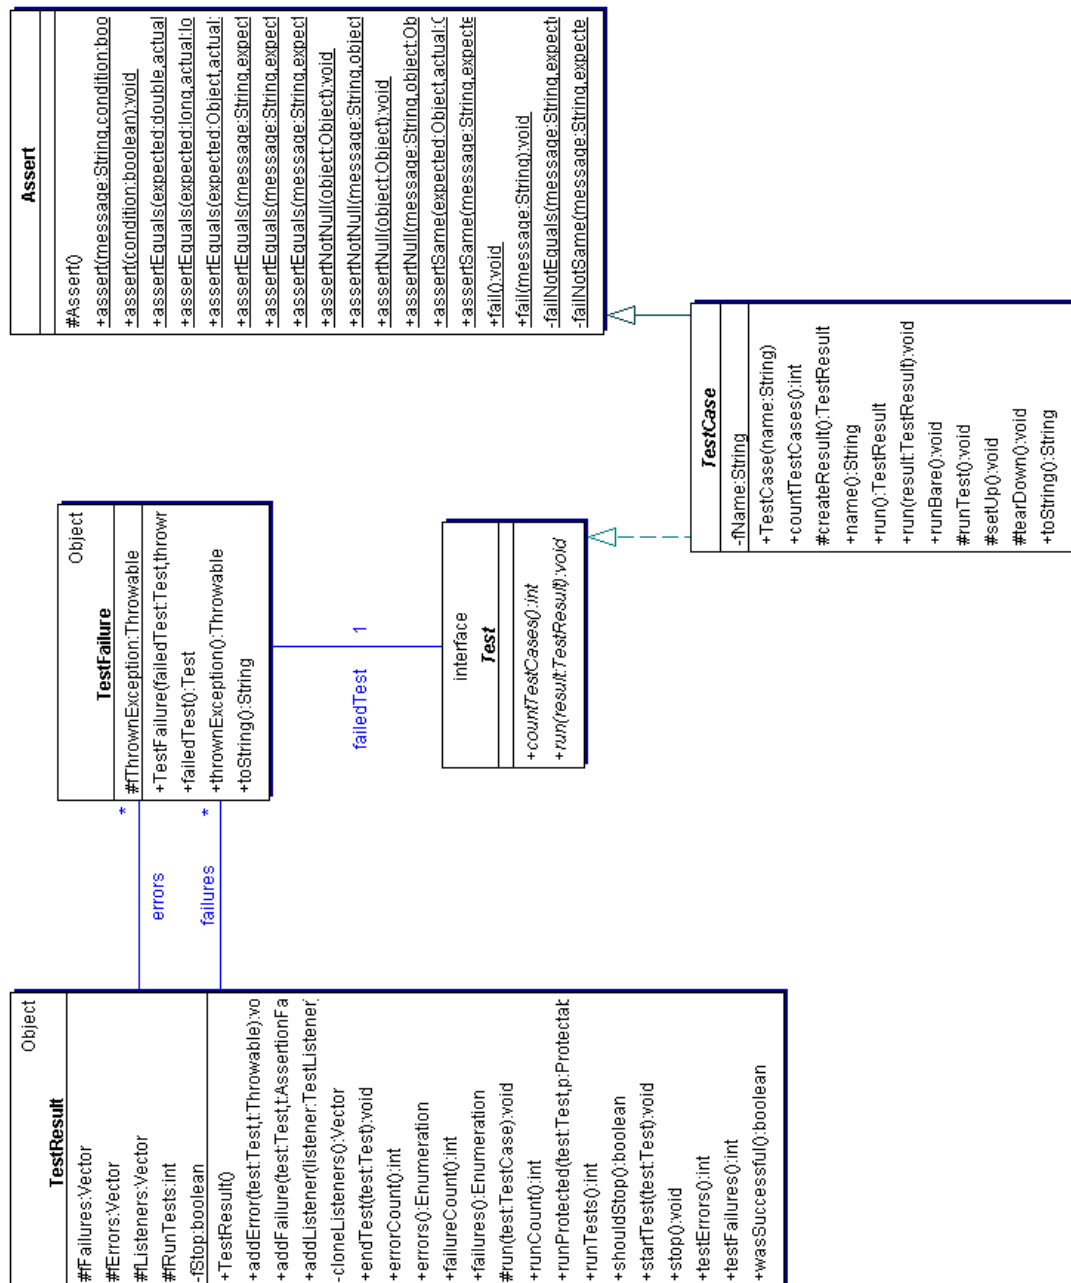 Object
TestResult
#fFailures:Vector
#fErrors:Vector
#fListeners:Vector
#fRunTests:int
-fStop:boolean
+TestResult()
+addError(test:Test,t:Throwable):vo
+addFailure(test:Test,t:AssertionFa
+addListener(listener:TestListener
-cloneListeners():Vector
+endTest(test:Test):void
+errorCount():int
+errors():Enumeration
+failureCount():int
+failures():Enumeration
#run(test:TestCase):void
+runCount():int
+runProtected(test:Test,p:Protectak
+runTests():int
+shouldStop():boolean
+startTest(test:Test):void
+stop():void
+testErrors():int
+testFailures():int
+wasSuccessful():boolean
*
errors
*
failures
Object
TestFailure
#fThrownException:Throwable
+TestFailure(failedTest:Test,throwr
+failedTest():Test
+thrownException():Throwable
+toString():String
1
failedTest
interface
Test
+countTestCases():int
+run(result:TestResult):void
Assert
#Assert()
+assert(message:String,condition:boo
+assert(condition:boolean):void
+assertEquals(expected:double,actual
+assertEquals(expected:long,actual:lo
+assertEquals(expected:Object,actual:
+assertEquals(message:String,expect
+assertEquals(message:String,expect
+assertEquals(message:String,expect
+assertNotNull(object:Object):void
+assertNotNull(message:String,object
+assertNull(object:Object):void
+assertNull(message:String,object:Ob
+assertSame(expected:Object,actual:C
+assertSame(message:String,expecte
+fail():void
+fail(message:String):void
-failNotEquals(message:String,expect
-failNotSame(message:String,expecte
TestCase
-fName:String
+TestCase(name:String)
+countTestCases():int
#createResult():TestResult
+name():String
+run():TestResult
+run(result:TestResult):void
+runBare():void
#runTest():void
#setUp():void
#tearDown():void
+toString():String